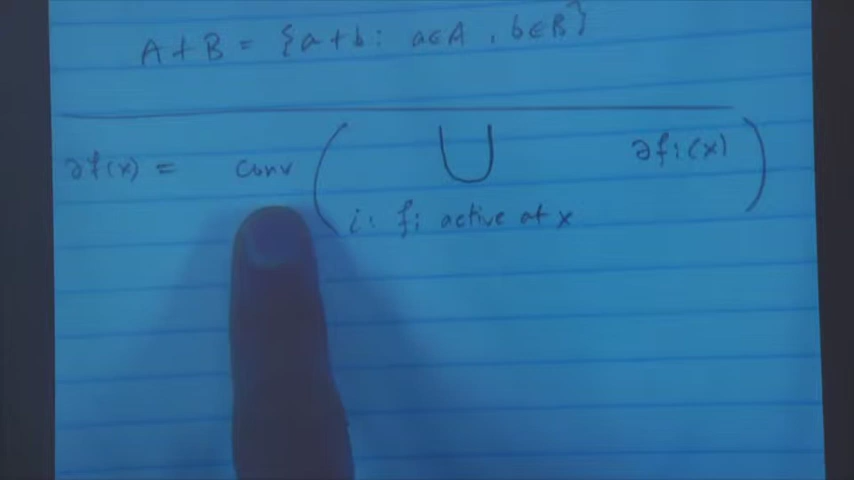 A + B = {a + b : a ∈ A , b ∈ B}
∂f(x) = conv ( ∪ ∂fi(x) )
i : fi active at x